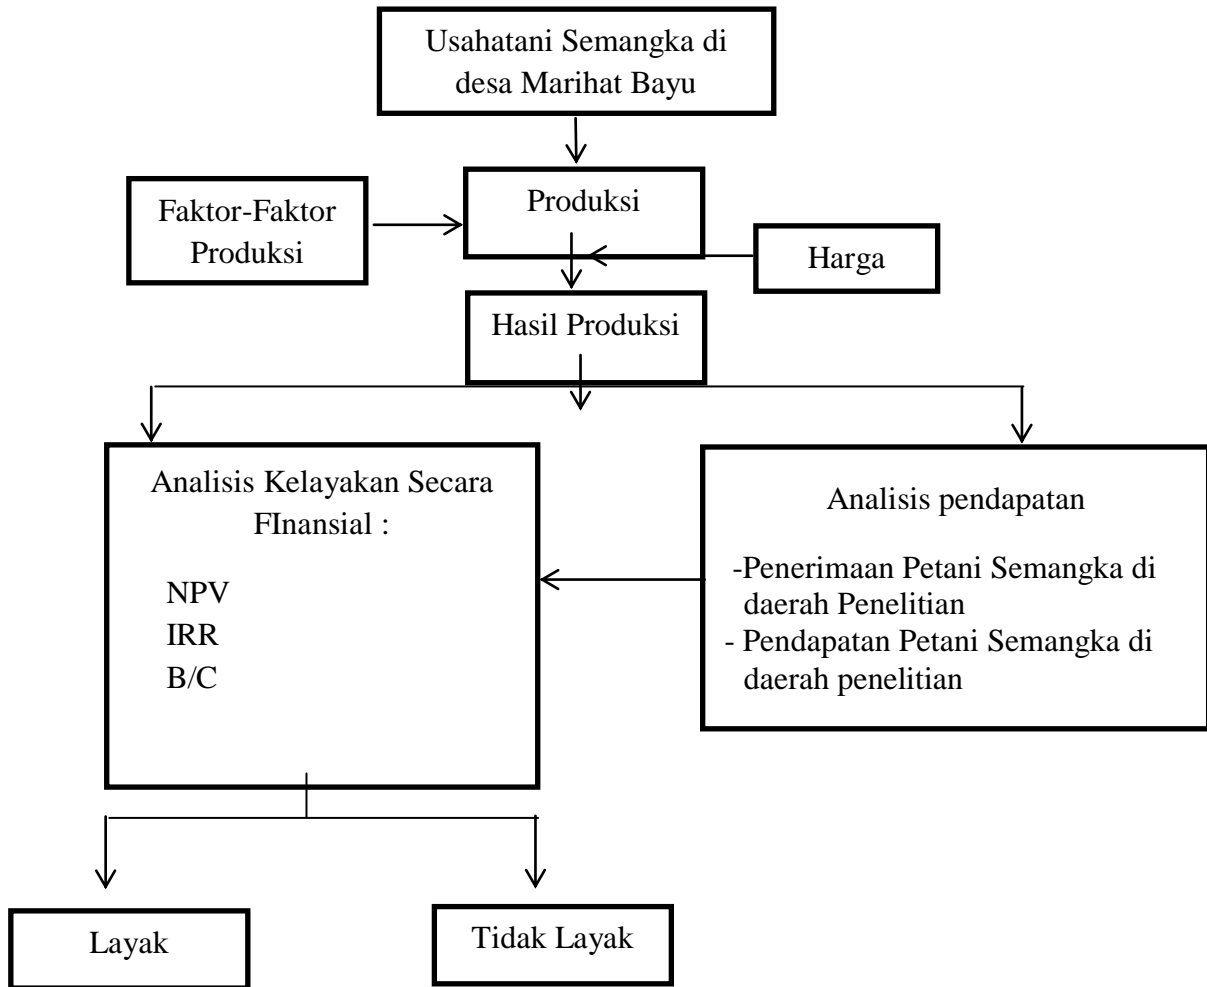 Usahatani Semangka di
desa Marihat Bayu
Produksi
Faktor-Faktor
Produksi
Harga
Hasil Produksi
Analisis Kelayakan Secara
FInansial :
NPV
IRR
B/C
Analisis pendapatan
-Penerimaan Petani Semangka di
daerah Penelitian
- Pendapatan Petani Semangka di
daerah penelitian
Layak
Tidak Layak